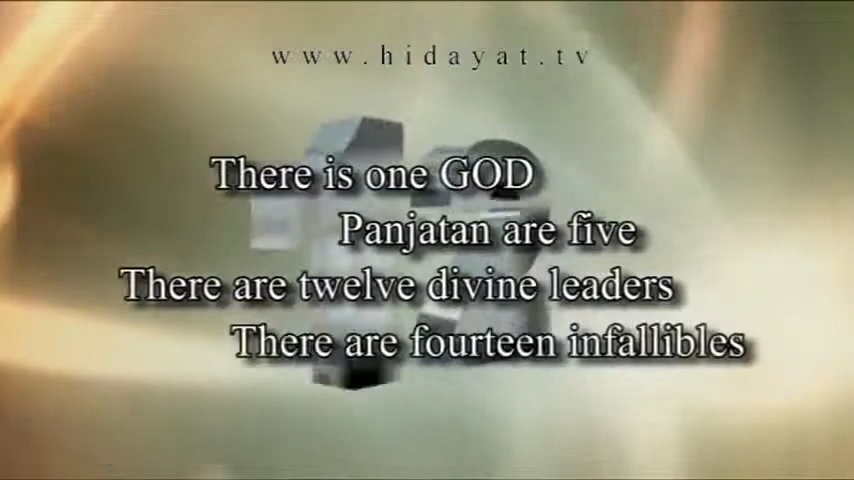 www.hidayat.tv
There is one GOD
Panjatan are five
There are twelve divine leaders
There are fourteen infallibles